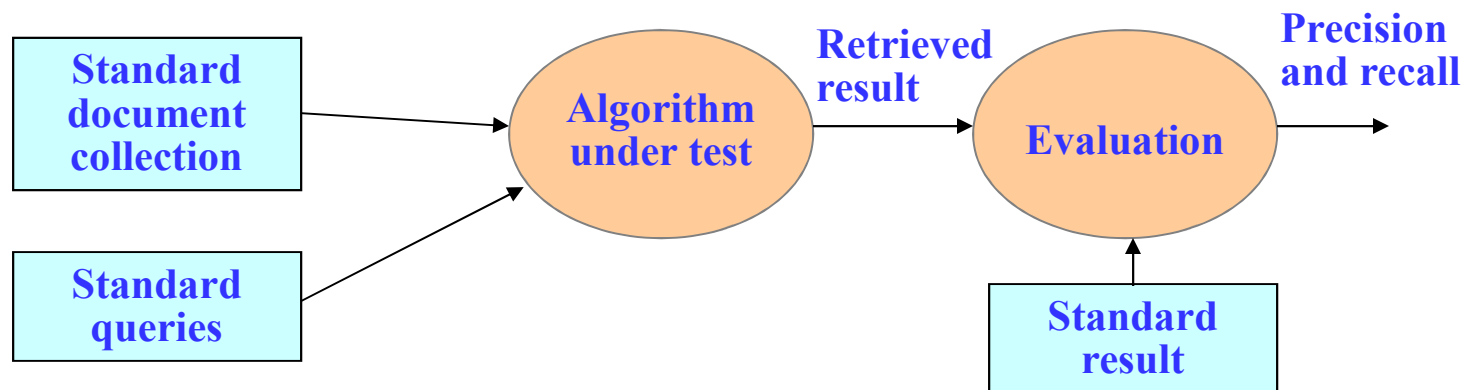 Standard
document
collection
Standard
queries
Algorithm
under test
Retrieved
result
Evaluation
Standard
result
Precision
and recall